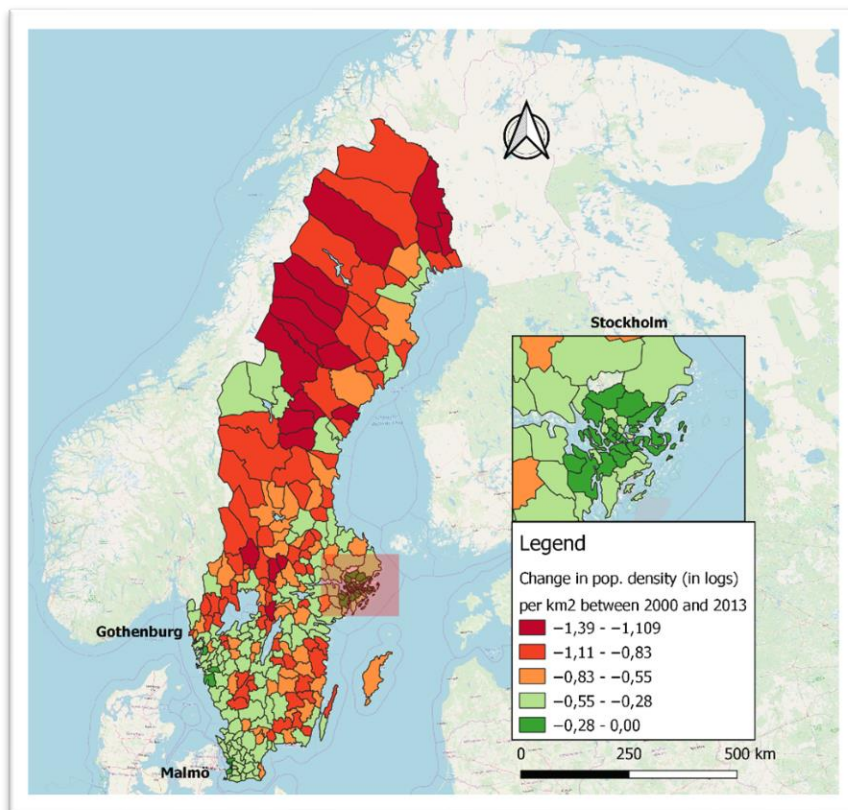 Stockholm
Legend
Change in pop. density (in logs)
per km2 between 2000 and 2013
−1,39 - −1,109
−1,11 - −0,83
−0,83 - −0,55
−0,55 - −0,28
−0,28 - 0,00
Gothenburg
Malmö
0 250 500 km